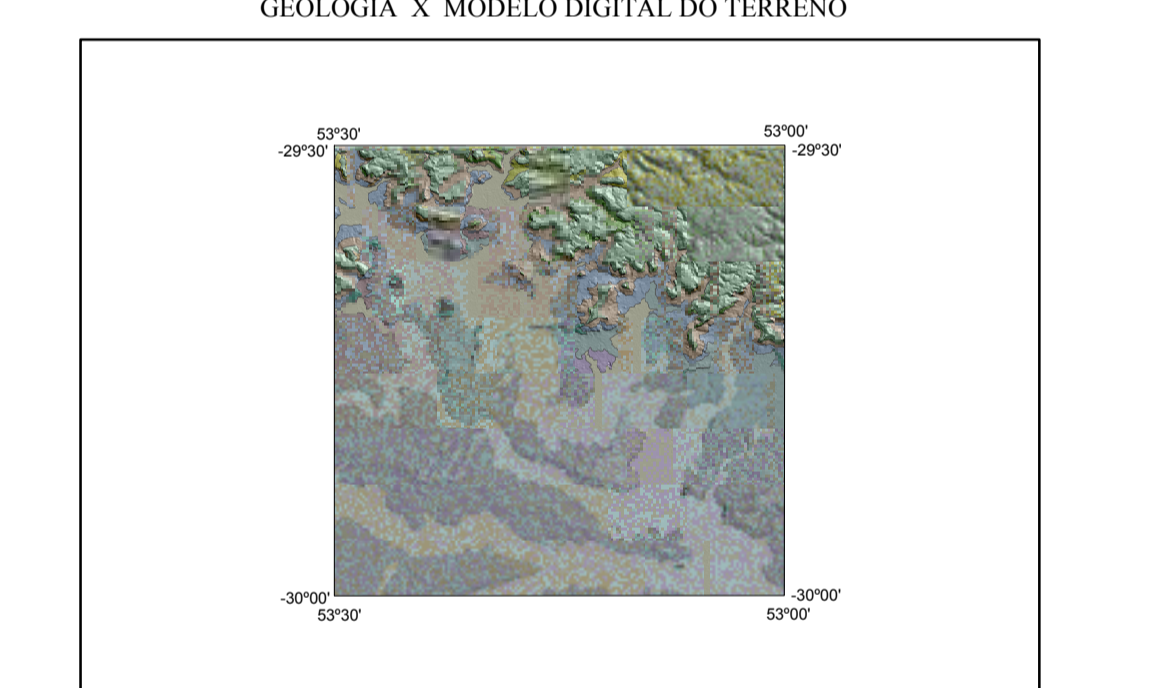 GEOLOGIA X MODELO DIGITAL DO TERRENO
53º30'
53º00'
-29º30'
-29º30'
-30º00'
-30º00'
53º30'
53º00'